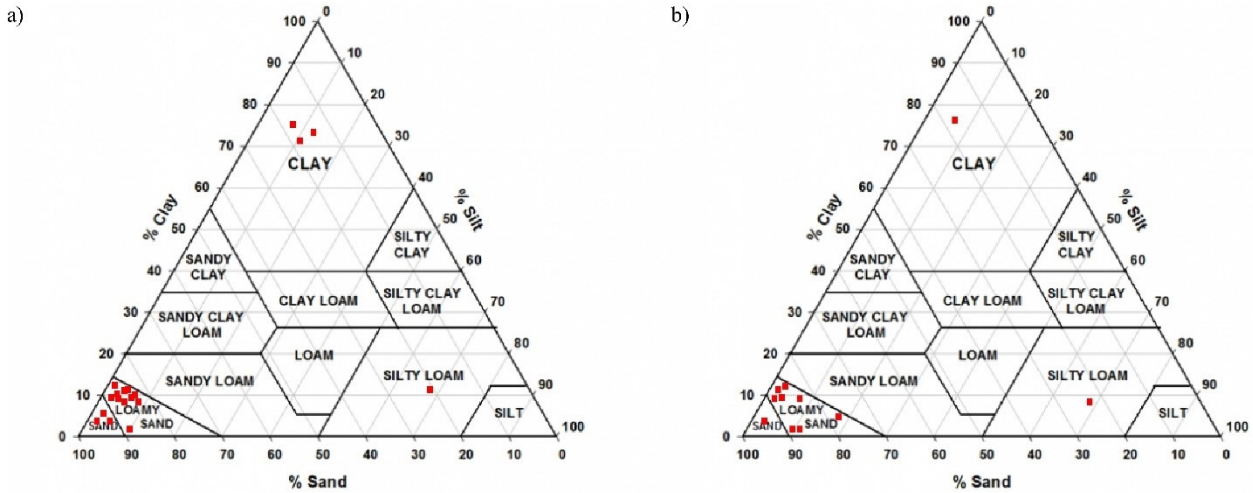 a)
100
0
90
10
80
20
70
30
CLAY
60
40
% Clay
% Silt
50
50
SANDY
CLAY
SILTY
CLAY
40
60
CLAY LOAM
SILTY CLAY
LOAM
30
70
SANDY CLAY
LOAM
LOAM
20
80
SANDY LOAM
SILTY LOAM
10
90
LOAMY
SAND
SAND
SILT
0
100
100 90 80 70 60 50 40 30 20 10 0
% Sand
b)
100
0
90
10
80
20
70
30
CLAY
60
40
% Clay
% Silt
50
50
SANDY
CLAY
SILTY
CLAY
40
60
CLAY LOAM
SILTY CLAY
LOAM
30
70
SANDY CLAY
LOAM
LOAM
20
80
SANDY LOAM
SILTY LOAM
10
90
LOAMY
SAND
SAND
SILT
0
100
100 90 80 70 60 50 40 30 20 10 0
% Sand